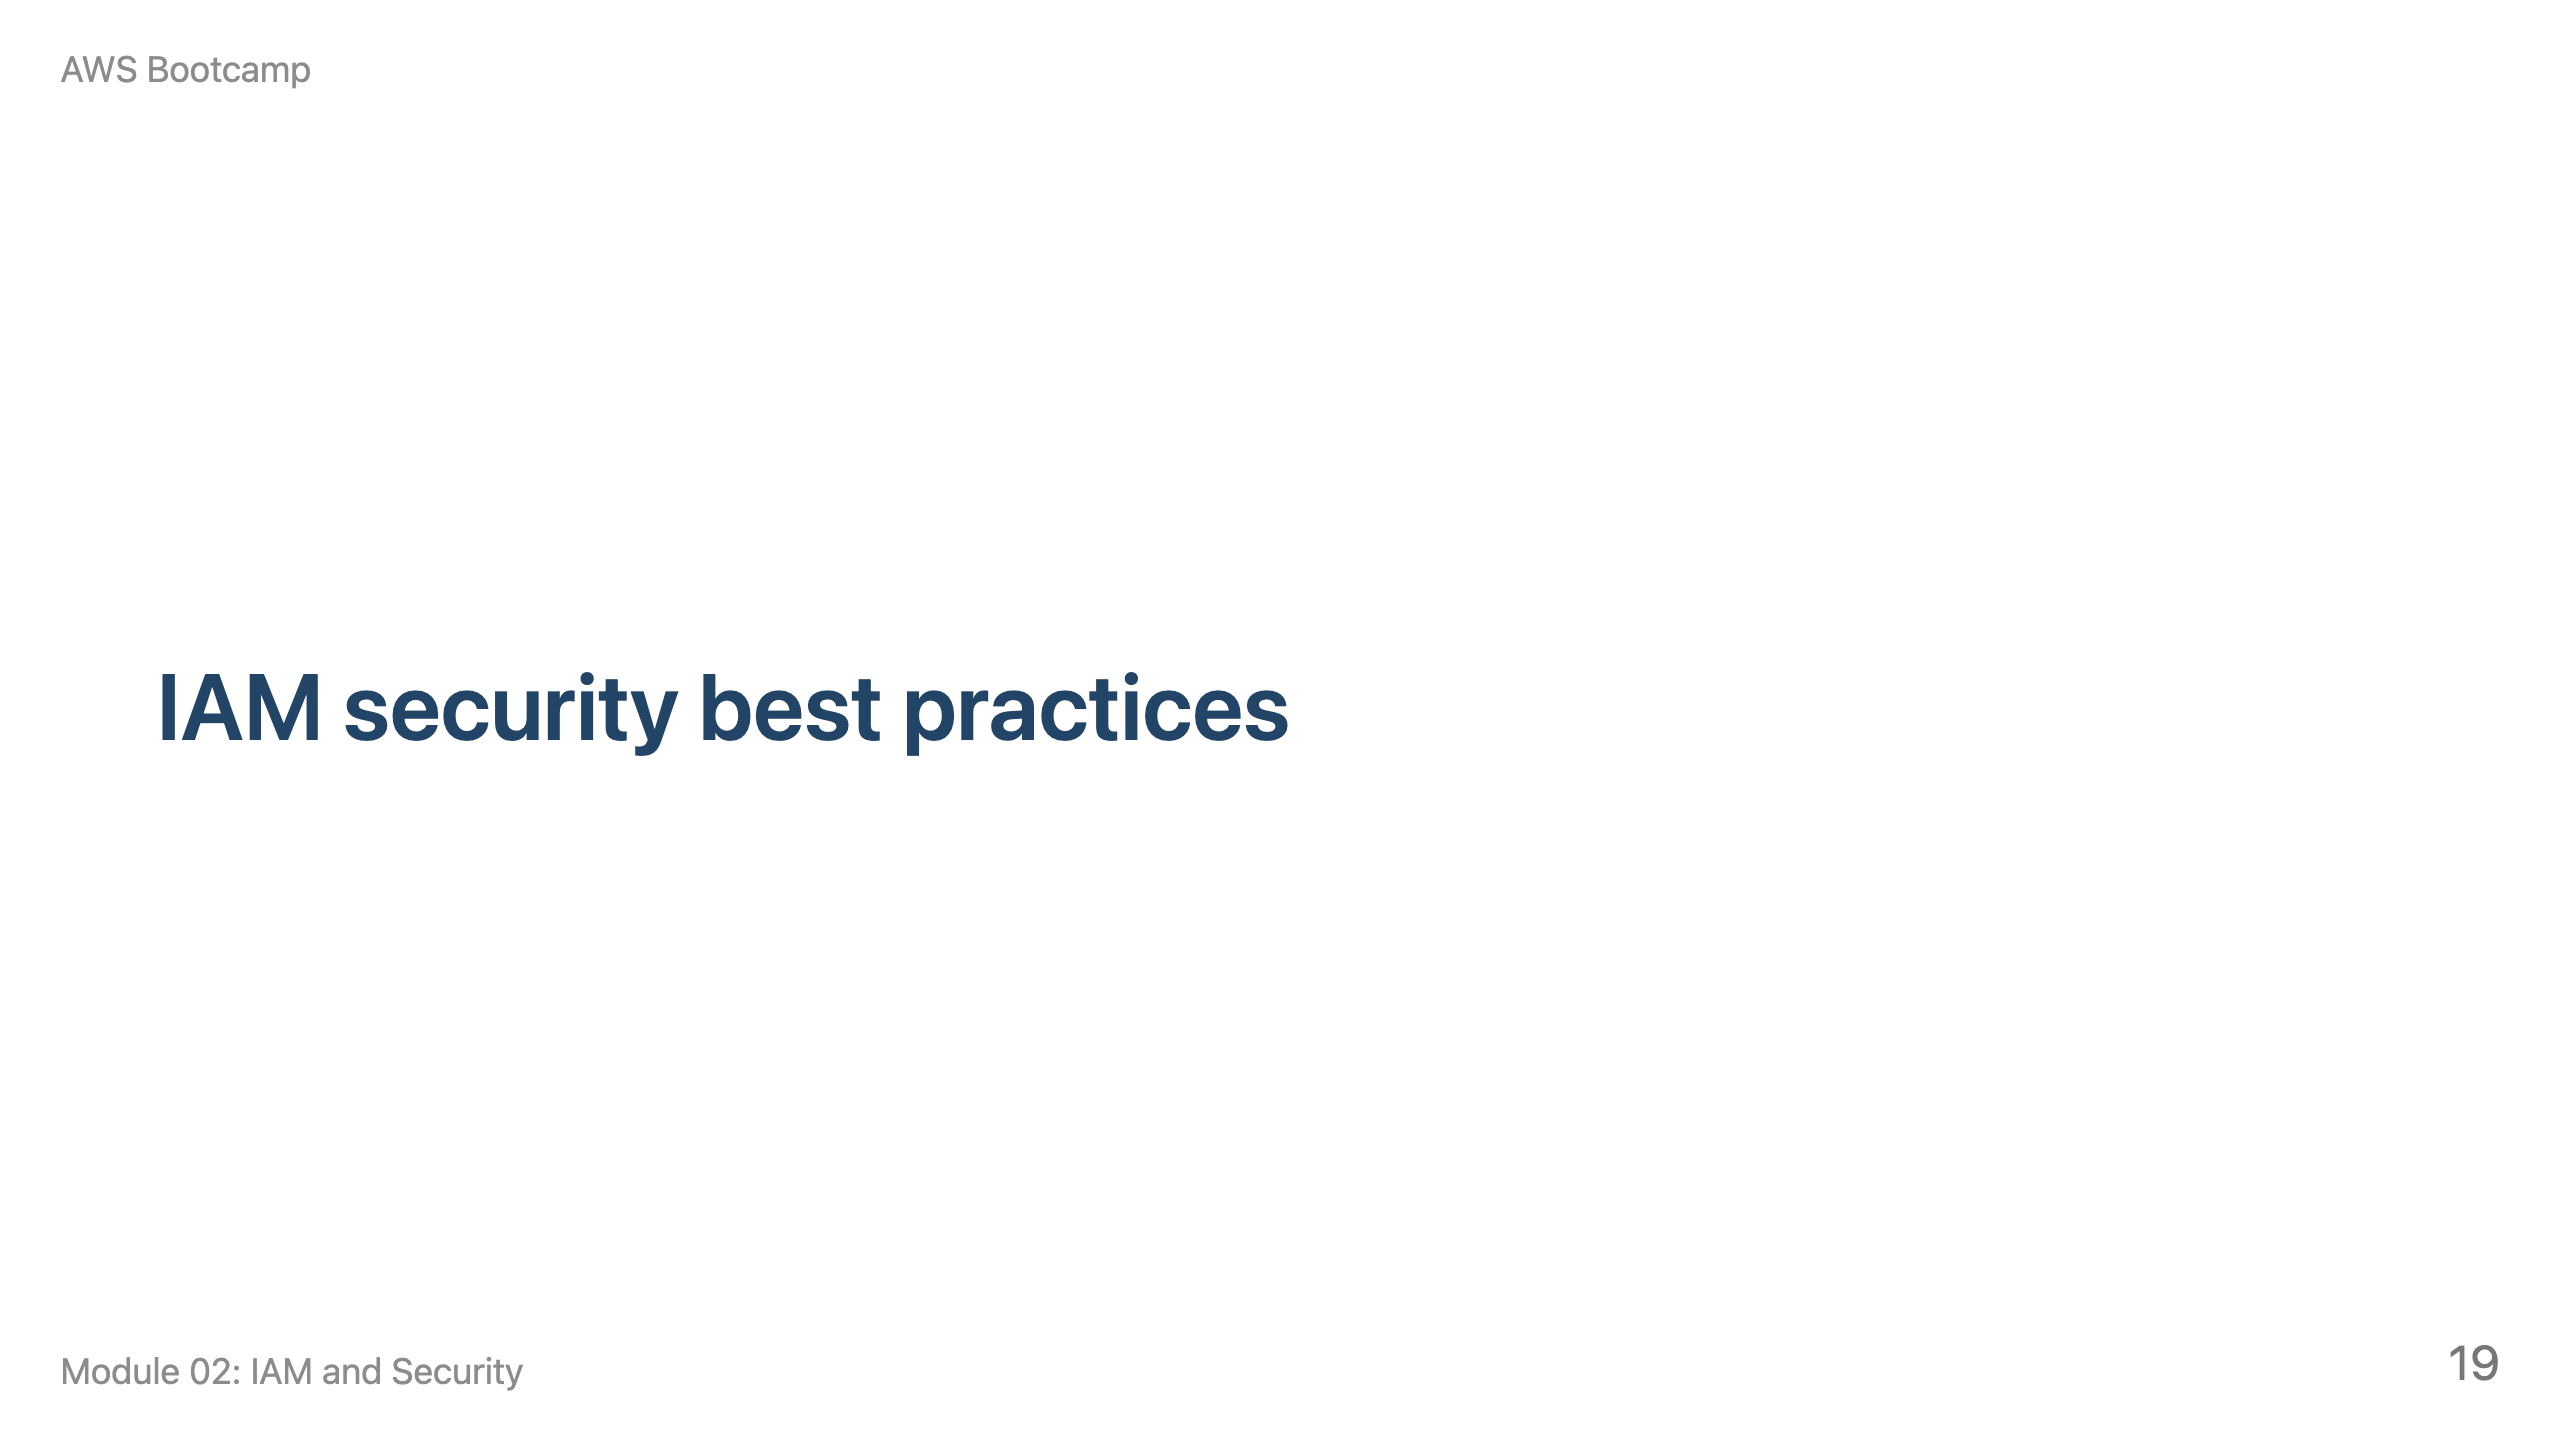 AWS Bootcamp
IAM security best practices
Module 02: IAM and Security
19